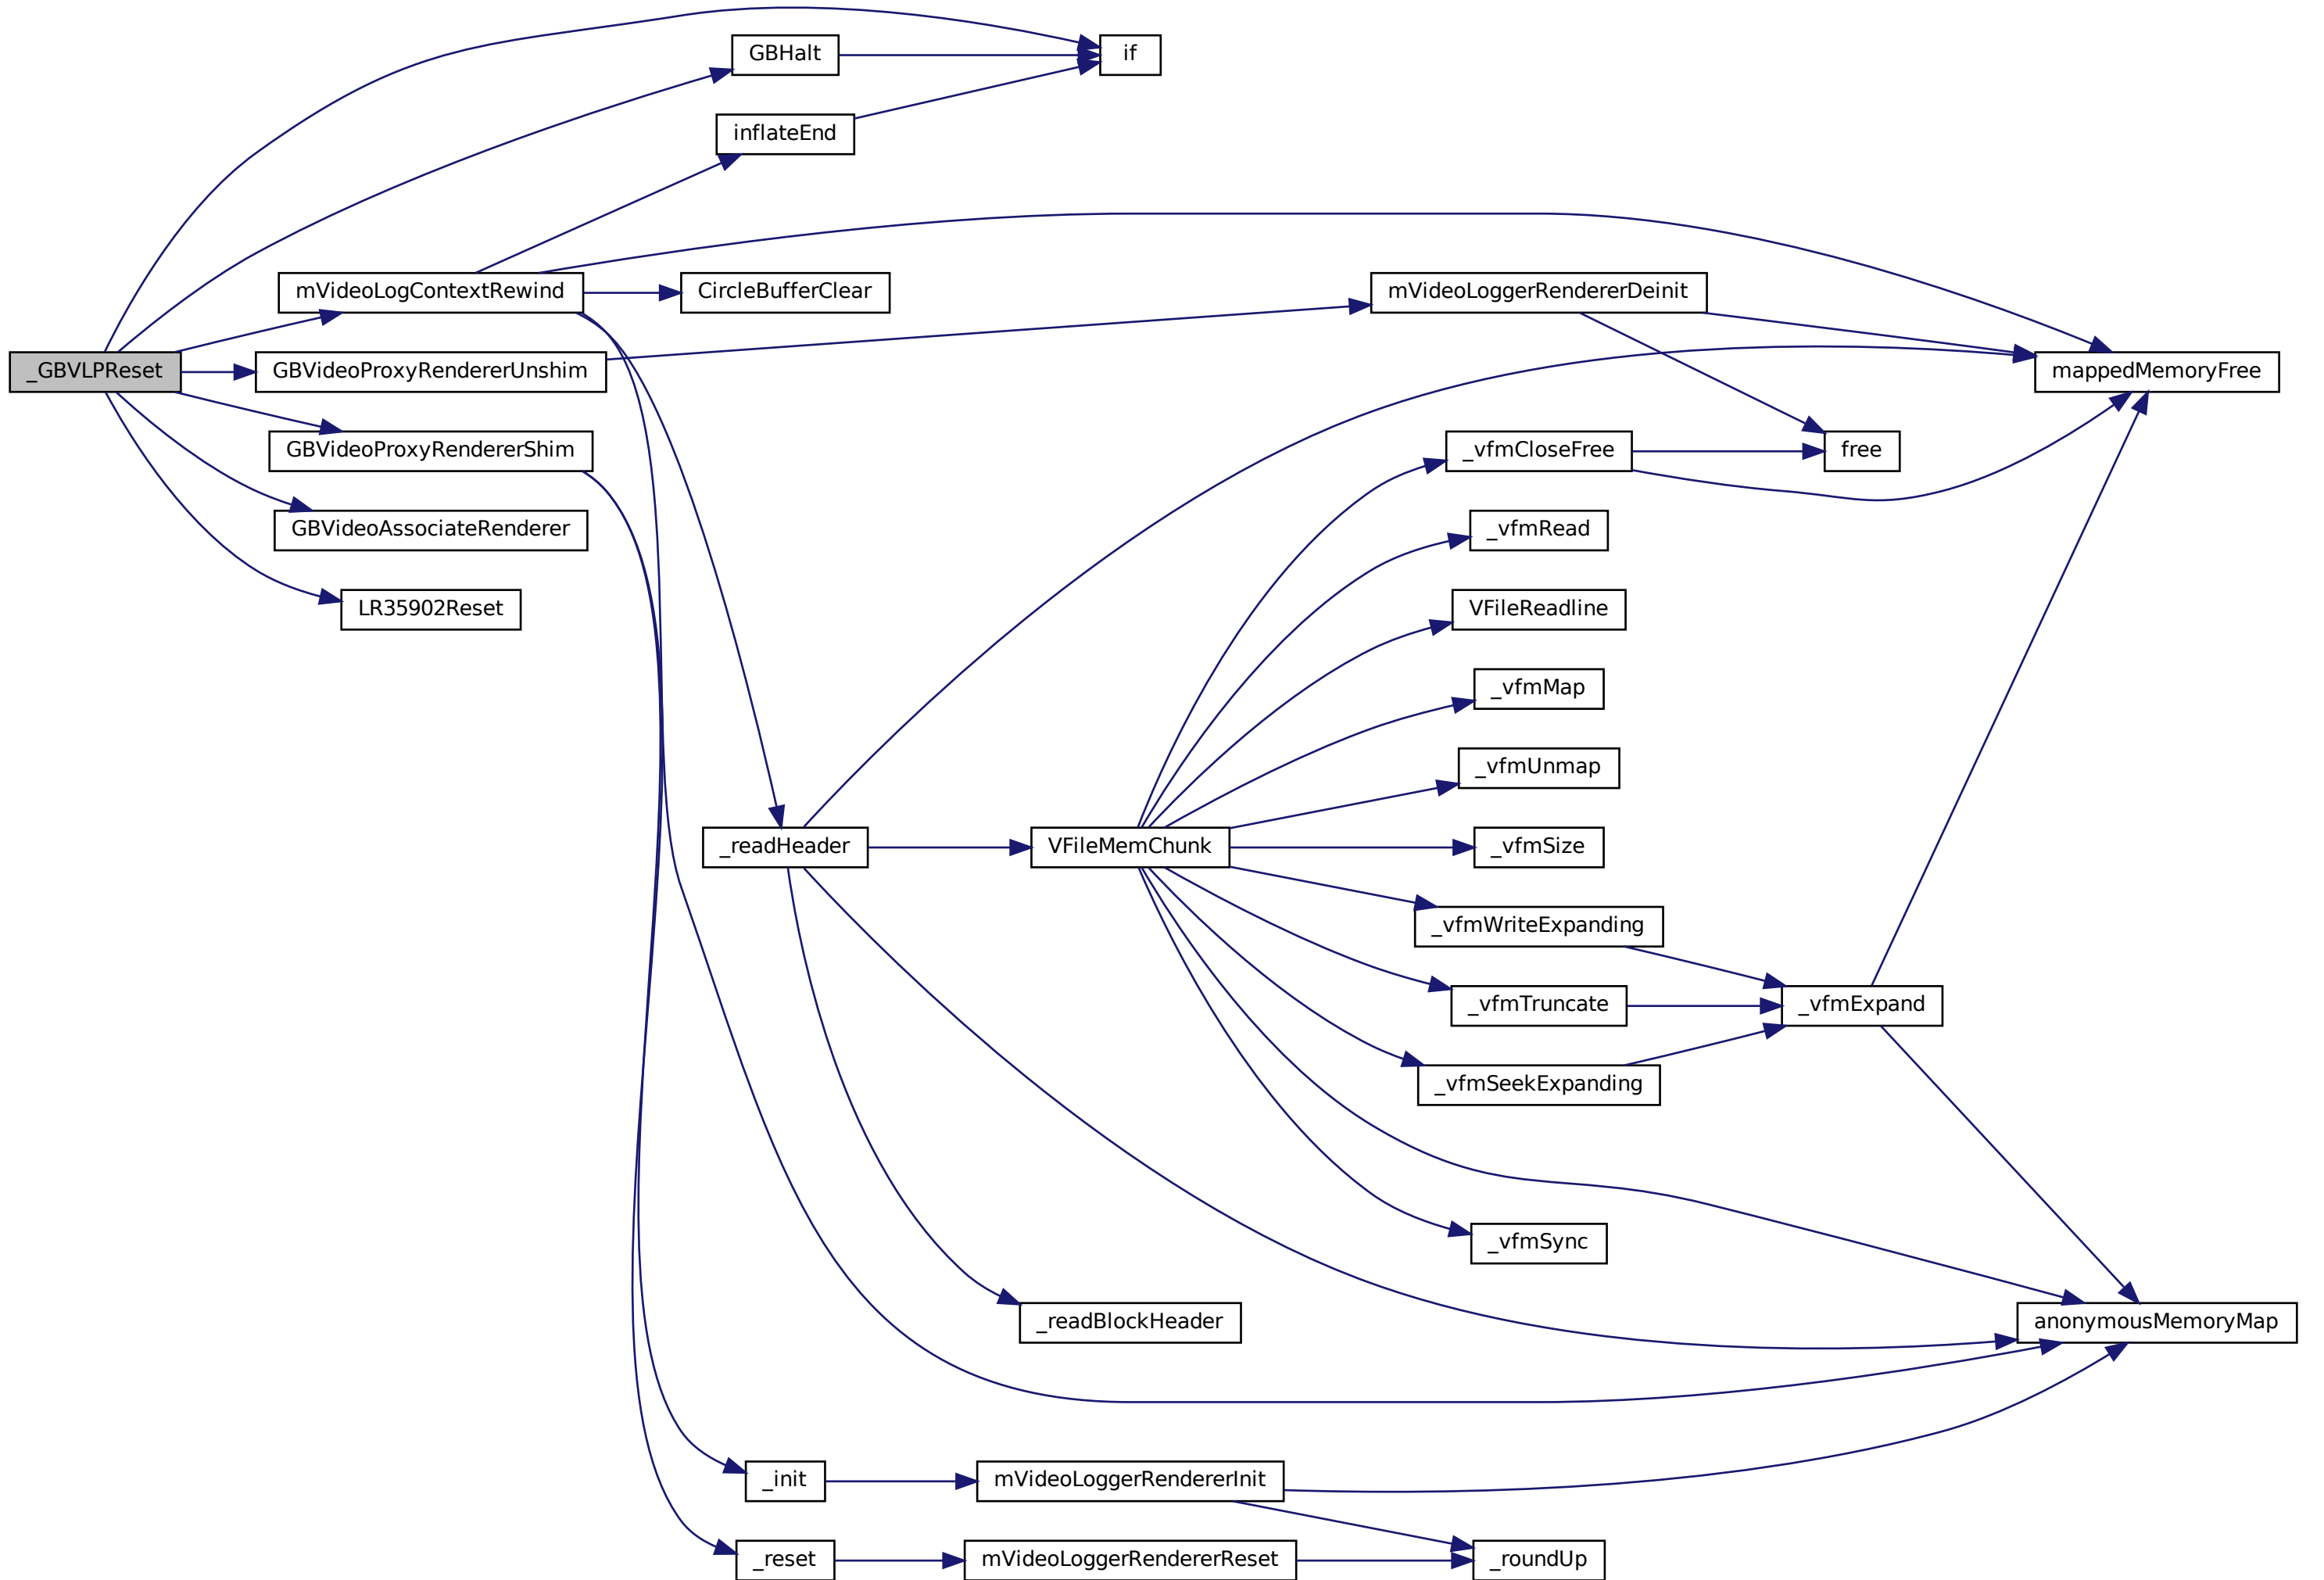 if
GBHalt
inflateEnd
mVideoLogContextRewind
CircleBufferClear
mVideoLoggerRendererDeinit
_GBVLPReset
GBVideoProxyRendererUnshim
mappedMemoryFree
GBVideoProxyRendererShim
_vfmCloseFree
free
GBVideoAssociateRenderer
_vfmRead
LR35902Reset
VFileReadline
_vfmMap
_vfmUnmap
_readHeader
VFileMemChunk
_vfmSize
_vfmWriteExpanding
_vfmTruncate
_vfmExpand
_vfmSeekExpanding
_vfmSync
_readBlockHeader
anonymousMemoryMap
_init
mVideoLoggerRendererInit
_reset
mVideoLoggerRendererReset
_roundUp